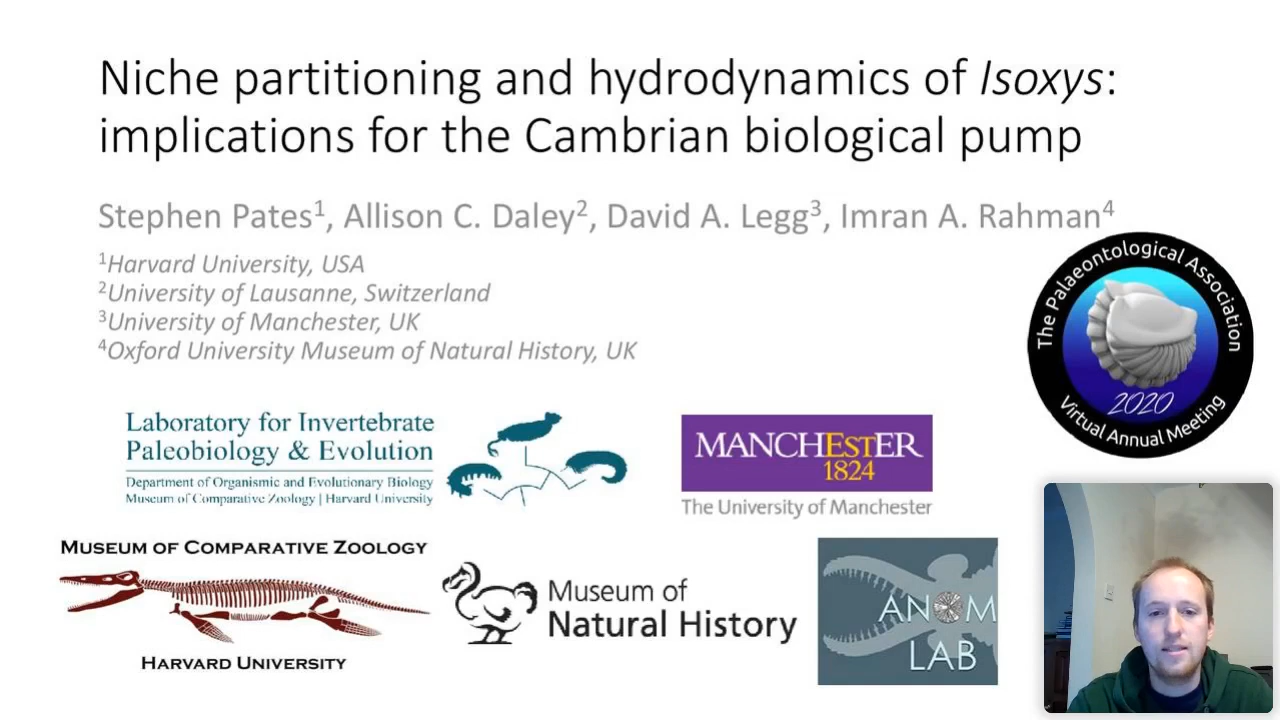 Niche partitioning and hydrodynamics of Isoxys:
implications for the Cambrian biological pump
Stephen Pates¹, Allison C. Daley², David A. Legg³, Imran A. Rahman⁴
¹Harvard University, USA
²University of Lausanne, Switzerland
³University of Manchester, UK
⁴Oxford University Museum of Natural History, UK
The Palaeontological Association
2020
Virtual Annual Meeting
Laboratory for Invertebrate
Paleobiology & Evolution
Department of Organismic and Evolutionary Biology
Museum of Comparative Zoology | Harvard University
MANCHESTER
1824
The University of Manchester
MUSEUM OF COMPARATIVE ZOOLOGY
HARVARD UNIVERSITY
Museum of
Natural History
ANOM
LAB